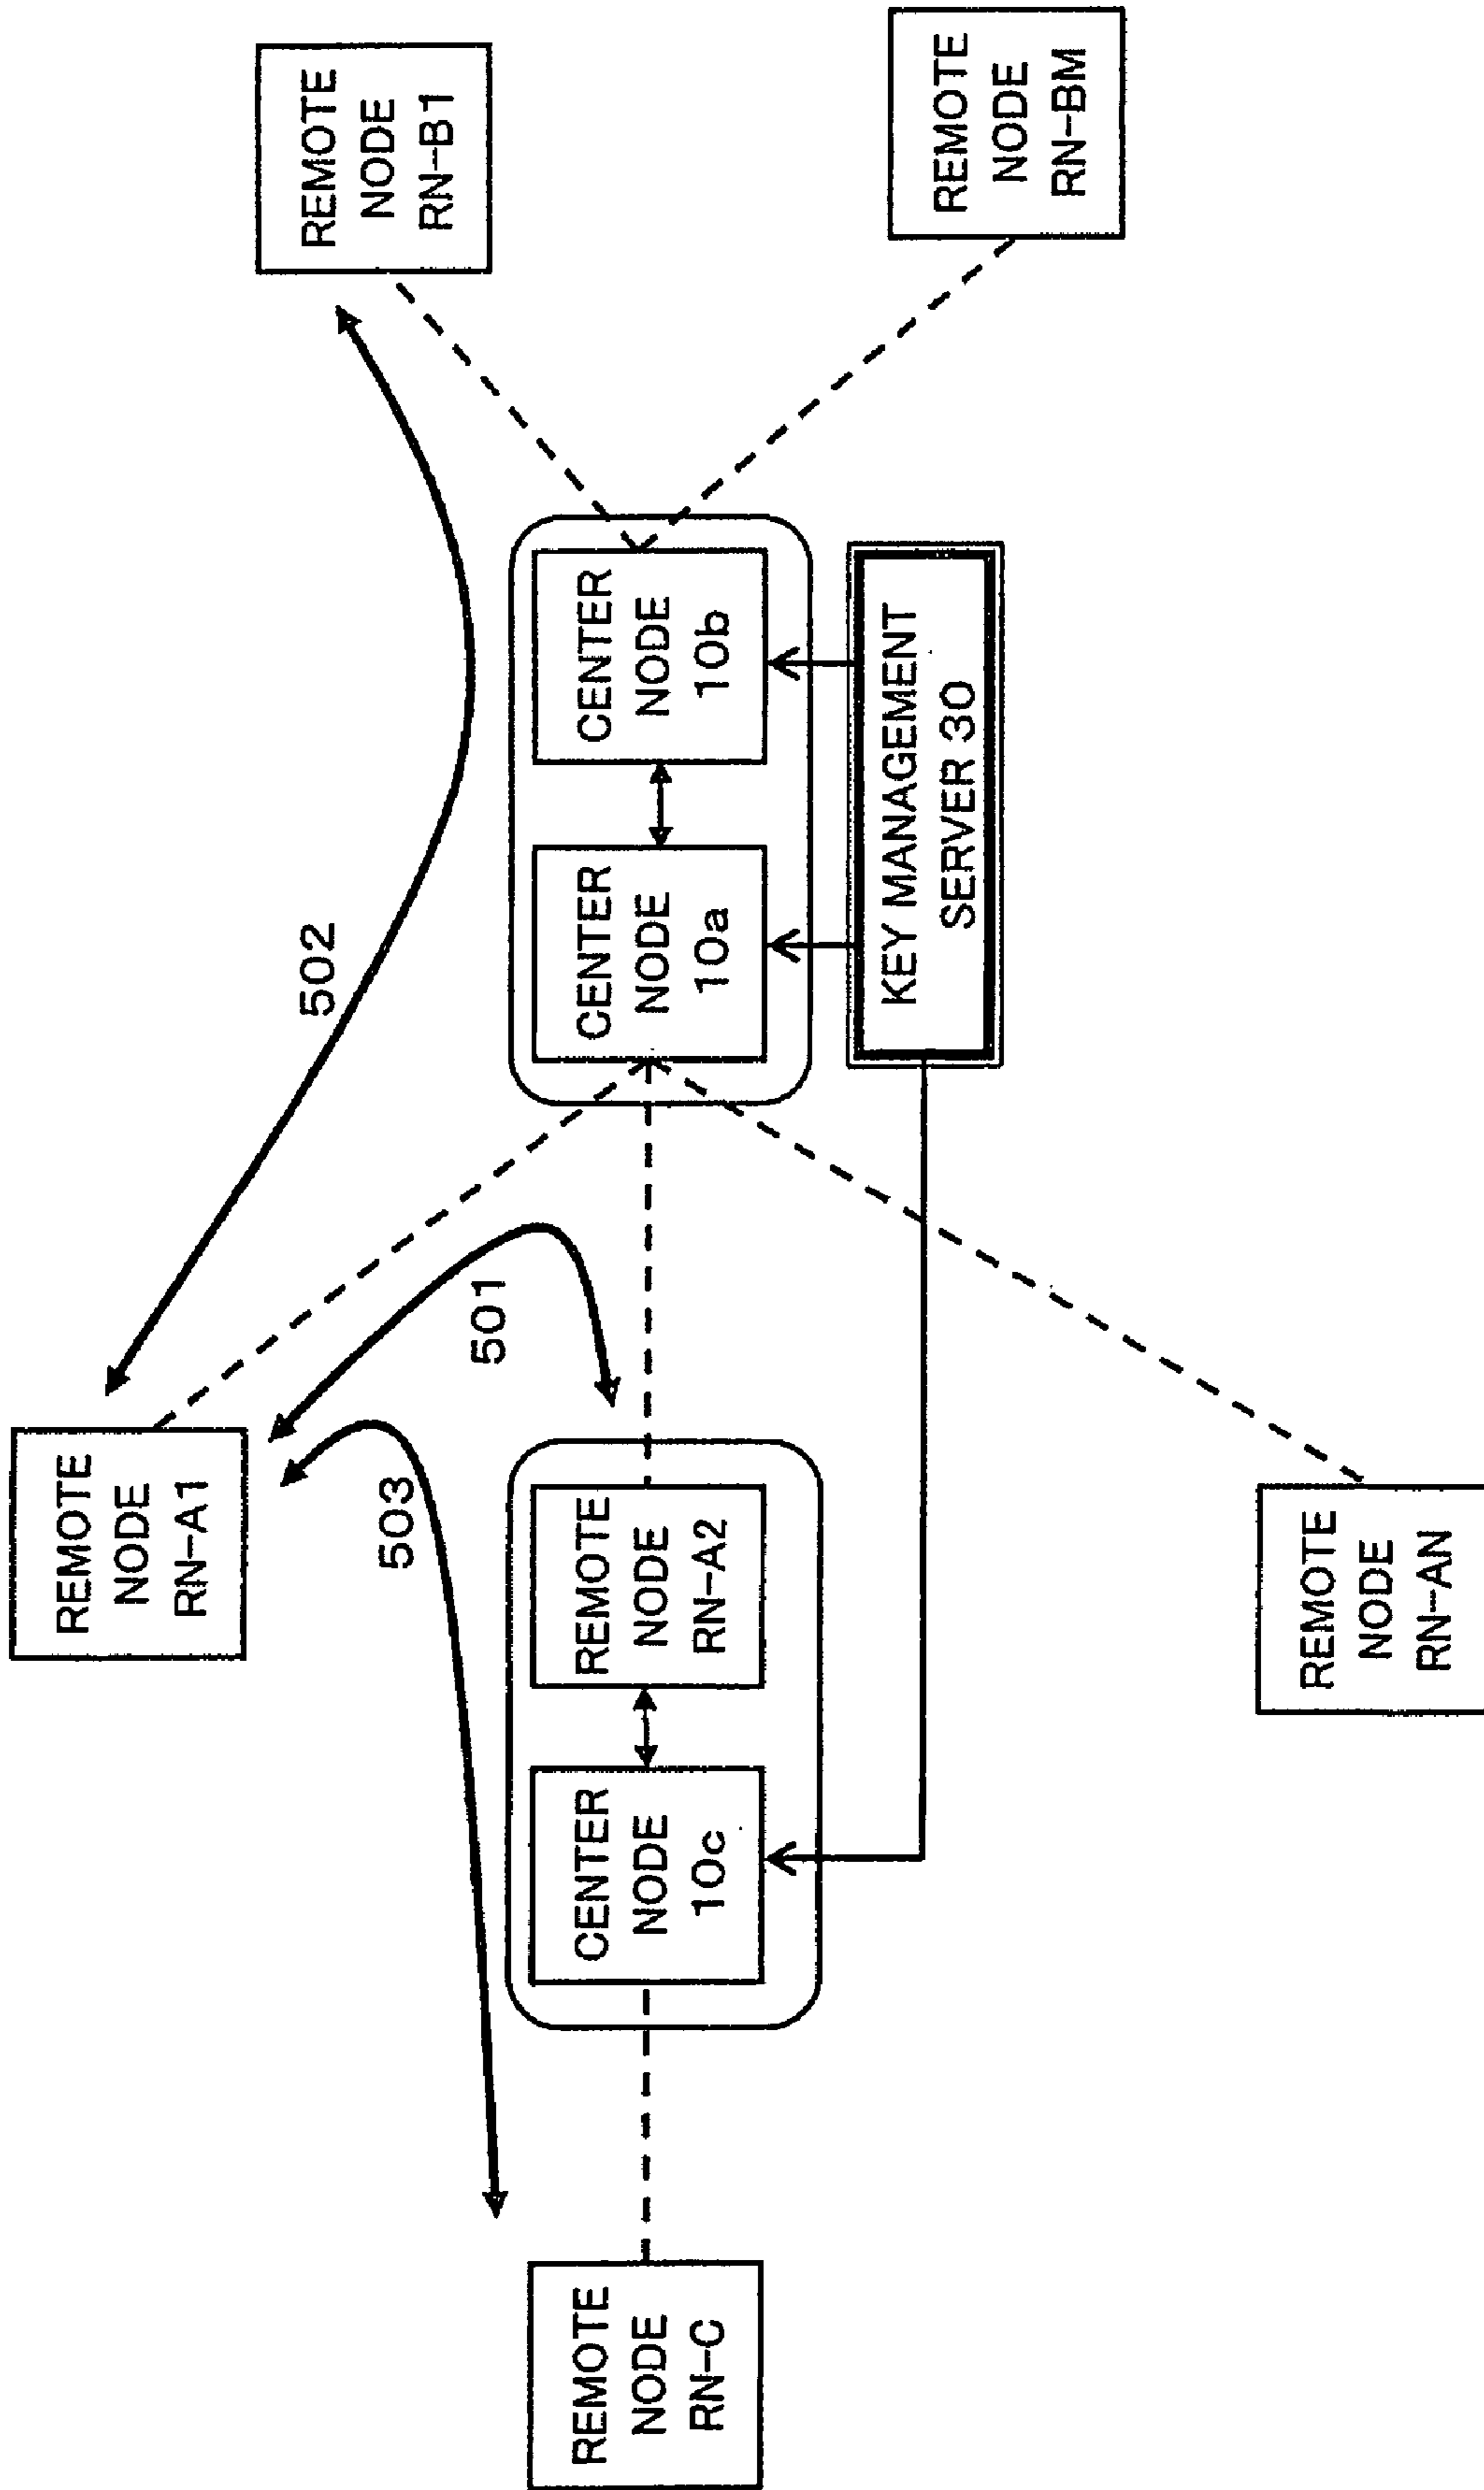 REMOTE
NODE
RN-B1
REMOTE
NODE
RN-BM
502
CENTER
NODE
10b
CENTER
NODE
10a
KEY MANAGEMENT
SERVER 30
REMOTE
NODE
RN-A1
501
503
REMOTE
NODE
RN-A2
CENTER
NODE
10c
REMOTE
NODE
RN-AN
REMOTE
NODE
RN-C